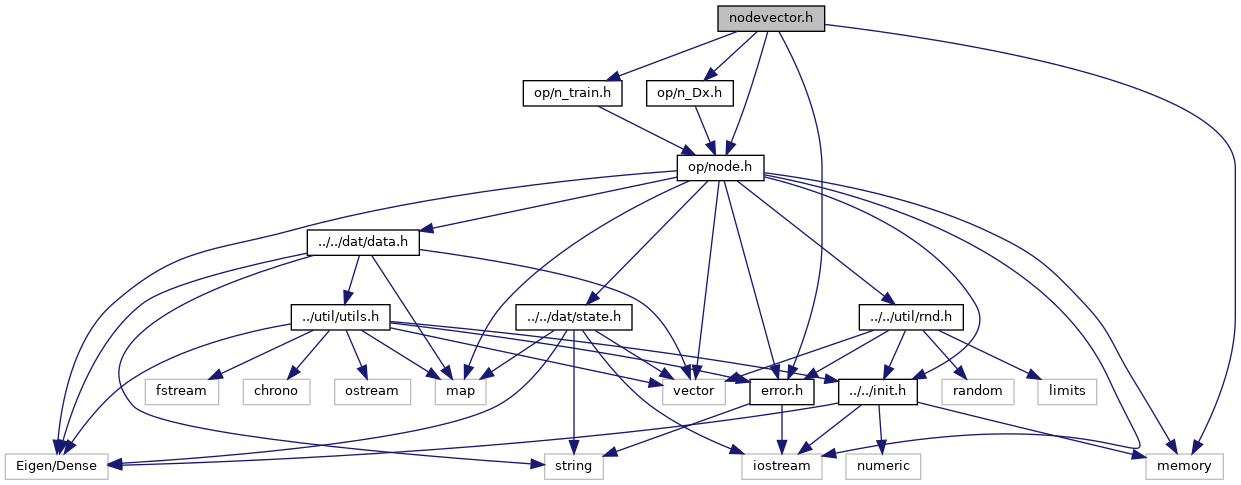 nodevector.h
op/n_train.h
op/n_Dx.h
op/node.h
../../dat/data.h
../util/utils.h
../../dat/state.h
../../util/rnd.h
fstream
chrono
ostream
map
vector
error.h
../../init.h
random
limits
Eigen/Dense
string
iostream
numeric
memory